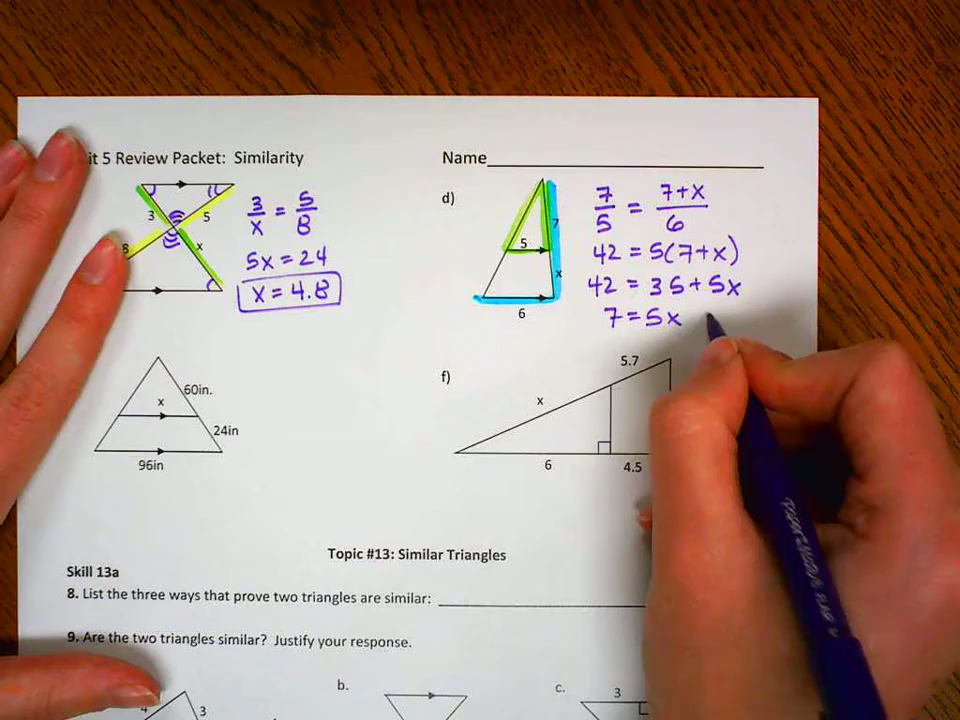 it 5 Review Packet: Similarity
Name
3
5
8
x
3/x = 5/8
5x = 24
x = 4.8
d)
7
5
x
6
7/5 = 7+x/6
42 = 5(7+x)
42 = 35+5x
7=5x
60in.
x
24in
96in
f)
5.7
x
6
4.5
Topic #13: Similar Triangles
Skill 13a
8. List the three ways that prove two triangles are similar:
9. Are the two triangles similar? Justify your response.
4
3
b.
c.
3